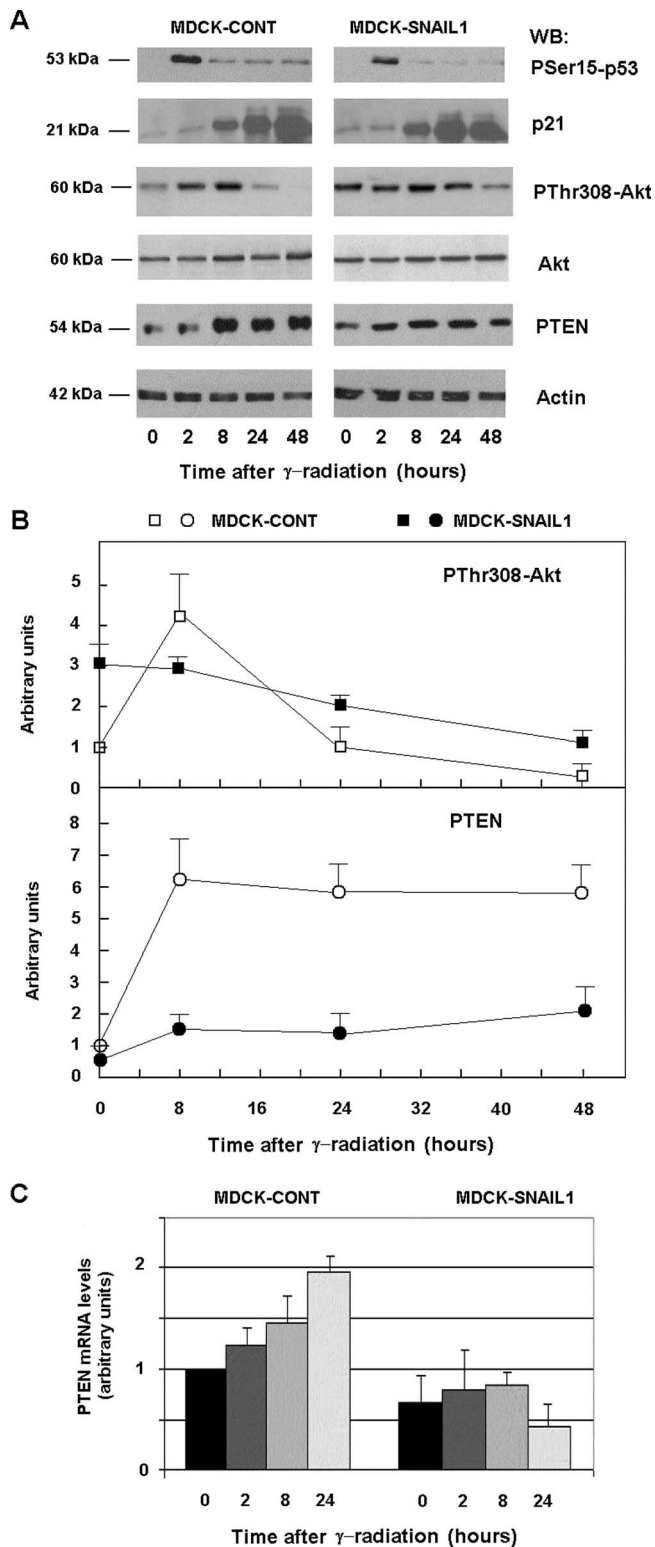 A
MDCK-CONT MDCK-SNAIL1 WB:
53 kDa PSer15-p53
21 kDa p21
60 kDa PThr308-Akt
60 kDa Akt
54 kDa PTEN
42 kDa Actin
0 2 8 24 48 0 2 8 24 48
Time after γ–radiation (hours)
B
MDCK-CONT MDCK-SNAIL1
PThr308-Akt
Arbitrary units
5
4
3
2
1
0
PTEN
Arbitrary units
8
7
6
5
4
3
2
1
0
0 8 16 24 32 40 48
Time after γ–radiation (hours)
C
MDCK-CONT MDCK-SNAIL1
PTEN mRNA levels
(arbitrary units)
2
1
0
0 2 8 24 0 2 8 24
Time after γ–radiation (hours)